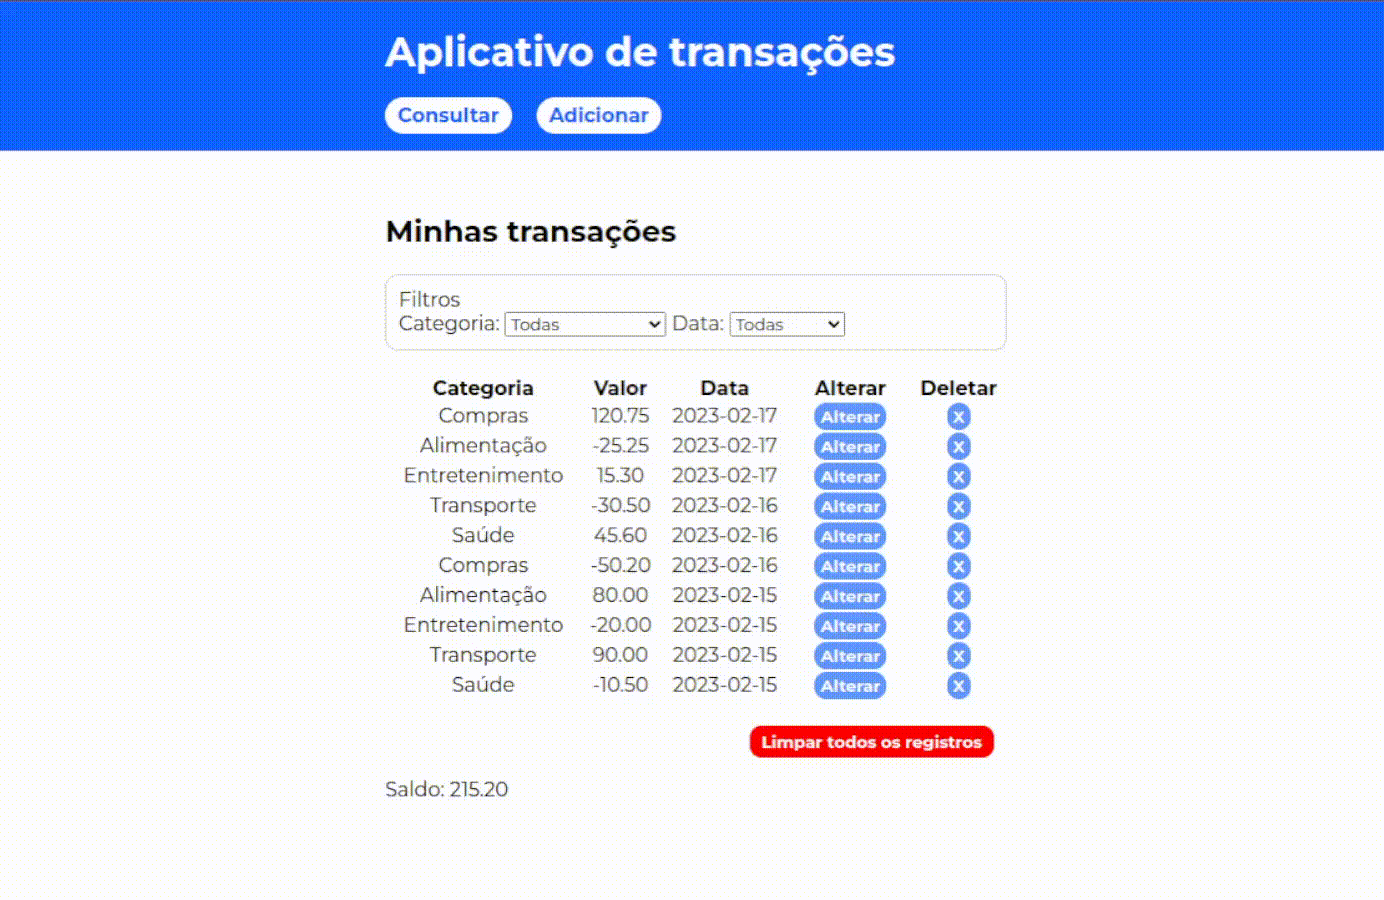 Aplicativo de transações
Consultar Adicionar
Minhas transações
Filtros
Categoria: Todas Data: Todas
Categoria Valor Data Alterar Deletar
Compras 120.75 2023-02-17 Alterar X
Alimentação -25.25 2023-02-17 Alterar X
Entretenimento 15.30 2023-02-17 Alterar X
Transporte -30.50 2023-02-16 Alterar X
Saúde 45.60 2023-02-16 Alterar X
Compras -50.20 2023-02-16 Alterar X
Alimentação 80.00 2023-02-15 Alterar X
Entretenimento -20.00 2023-02-15 Alterar X
Transporte 90.00 2023-02-15 Alterar X
Saúde -10.50 2023-02-15 Alterar X
Limpar todos os registros
Saldo: 215.20